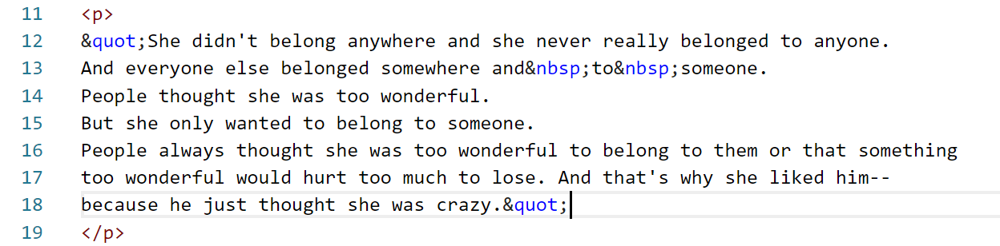 11 <p>
12 &quot;She didn't belong anywhere and she never really belonged to anyone.
13 And everyone else belonged somewhere and&nbsp;to&nbsp;someone.
14 People thought she was too wonderful.
15 But she only wanted to belong to someone.
16 People always thought she was too wonderful to belong to them or that something
17 too wonderful would hurt too much to lose. And that's why she liked him--
18 because he just thought she was crazy.&quot;
19 </p>